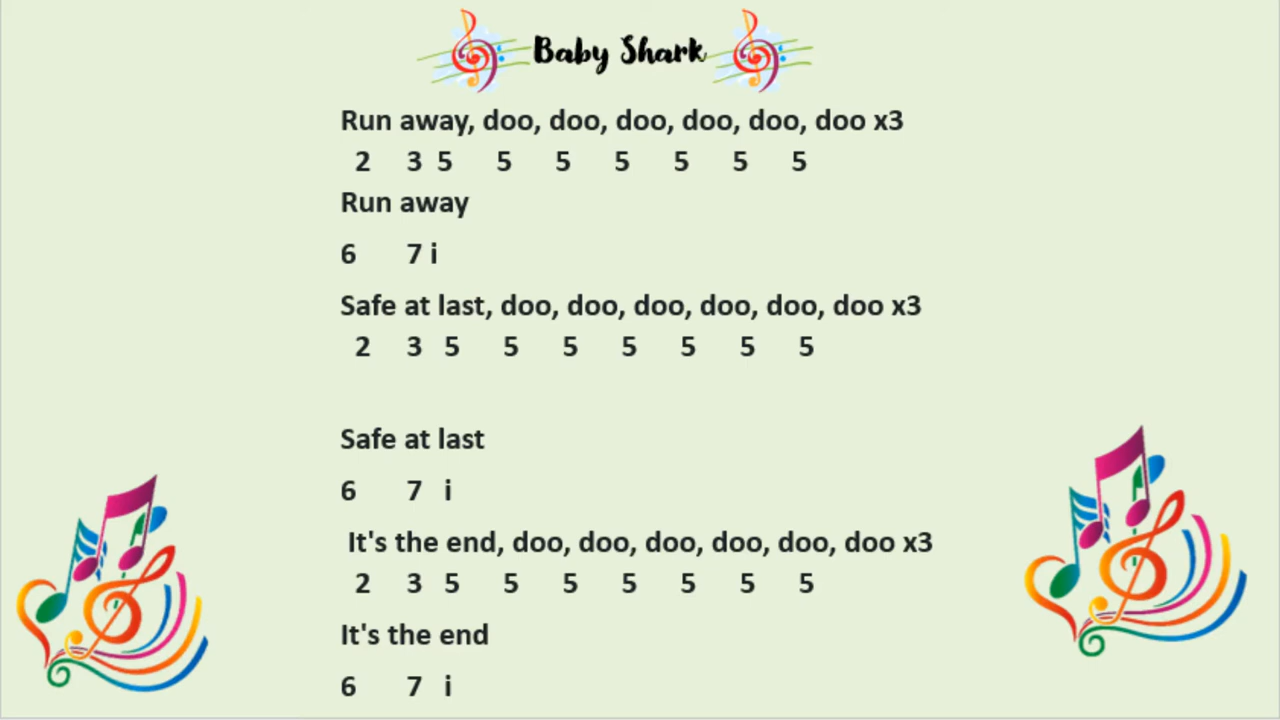 Baby Shark
Run away, doo, doo, doo, doo, doo, doo x3
2 3 5 5 5 5 5 5 5
Run away
6 7 i
Safe at last, doo, doo, doo, doo, doo, doo x3
2 3 5 5 5 5 5 5 5
Safe at last
6 7 i
It's the end, doo, doo, doo, doo, doo, doo x3
2 3 5 5 5 5 5 5 5
It's the end
6 7 i